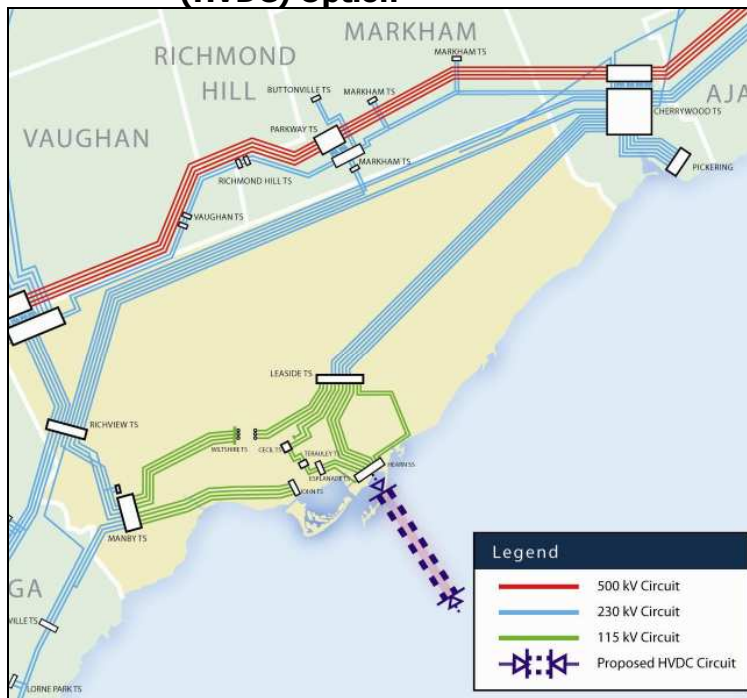 (HVDC) Option
MARKHAM
RICHMOND
HILL
MARKHAM TS
BUTTONVILLE TS
MARKHAM TS
AJA
VAUGHAN
PARKWAY TS
CHERRYWOOD TS
MARKHAM TS
PICKERING
RICHMOND HILL TS
VAUGHAN TS
LEASIDE TS
RICHVIEW TS
WILTSHIRE TS
CECIL TS
TERAULEY TS
HEARN SS
ESPLANADE TS
JOHN TS
MANBY TS
GA
VILLE TS
LORNE PARK TS
Legend
500 kV Circuit
230 kV Circuit
115 kV Circuit
Proposed HVDC Circuit